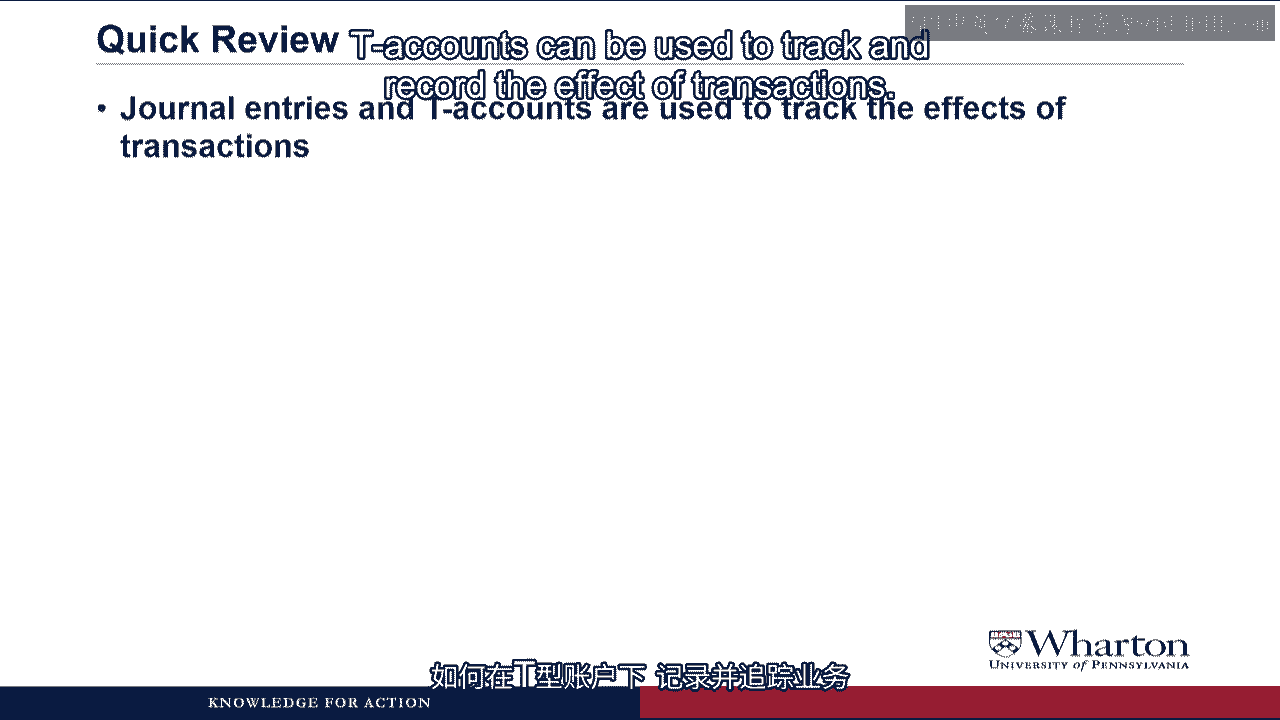 Quick Review
T-accounts can be used to track and
record the effect of transactions.
• Journal entries and T-accounts are used to track the effects of
transactions
Wharton
UNIVERSITY of PENNSYLVANIA
如何在T型账户下 记录并追踪业务
KNOWLEDGE FOR ACTION